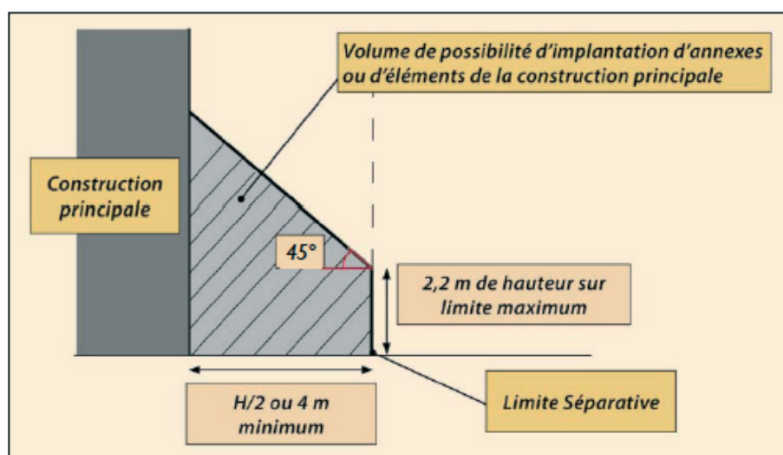 Volume de possibilité d'implantation d'annexes
ou d'éléments de la construction principale
Construction
principale
45°
2,2 m de hauteur sur
limite maximum
H/2 ou 4 m
minimum
Limite Séparative